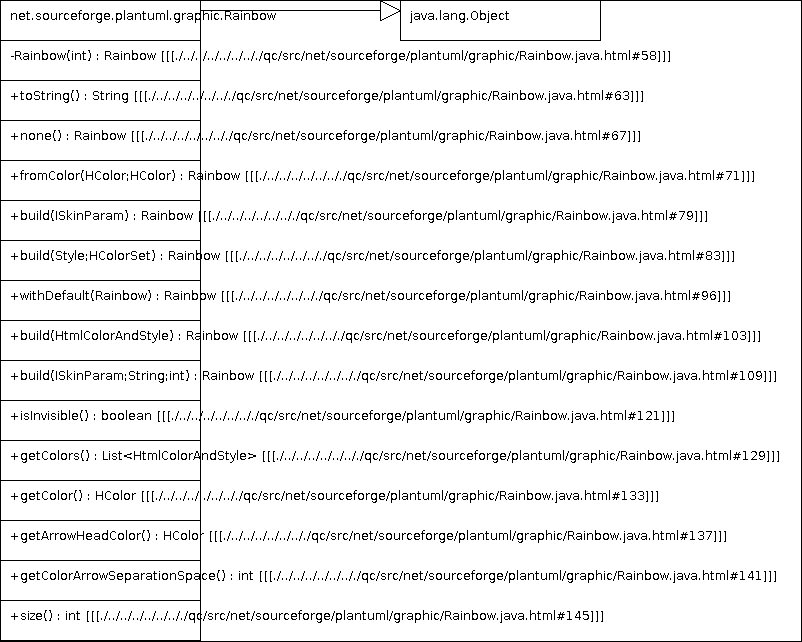 net.sourceforge.plantuml.graphic.Rainbow
java.lang.Object
-Rainbow(int) : Rainbow [[[./../../../../../../../qc/src/net/sourceforge/plantuml/graphic/Rainbow.java.html#58]]]
+toString() : String [[[./../../../../../../../qc/src/net/sourceforge/plantuml/graphic/Rainbow.java.html#63]]]
+none() : Rainbow [[[./../../../../../../../qc/src/net/sourceforge/plantuml/graphic/Rainbow.java.html#67]]]
+fromColor(HColor;HColor) : Rainbow [[[./../../../../../../../qc/src/net/sourceforge/plantuml/graphic/Rainbow.java.html#71]]]
+build(ISkinParam) : Rainbow [[[./../../../../../../../qc/src/net/sourceforge/plantuml/graphic/Rainbow.java.html#79]]]
+build(Style;HColorSet) : Rainbow [[[./../../../../../../../qc/src/net/sourceforge/plantuml/graphic/Rainbow.java.html#83]]]
+withDefault(Rainbow) : Rainbow [[[./../../../../../../../qc/src/net/sourceforge/plantuml/graphic/Rainbow.java.html#96]]]
+build(HtmlColorAndStyle) : Rainbow [[[./../../../../../../../qc/src/net/sourceforge/plantuml/graphic/Rainbow.java.html#103]]]
+build(ISkinParam;String;int) : Rainbow [[[./../../../../../../../qc/src/net/sourceforge/plantuml/graphic/Rainbow.java.html#109]]]
+isInvisible() : boolean [[[./../../../../../../../qc/src/net/sourceforge/plantuml/graphic/Rainbow.java.html#121]]]
+getColors() : List<HtmlColorAndStyle> [[[./../../../../../../../qc/src/net/sourceforge/plantuml/graphic/Rainbow.java.html#129]]]
+getColor() : HColor [[[./../../../../../../../qc/src/net/sourceforge/plantuml/graphic/Rainbow.java.html#133]]]
+getArrowHeadColor() : HColor [[[./../../../../../../../qc/src/net/sourceforge/plantuml/graphic/Rainbow.java.html#137]]]
+getColorArrowSeparationSpace() : int [[[./../../../../../../../qc/src/net/sourceforge/plantuml/graphic/Rainbow.java.html#141]]]
+size() : int [[[./../../../../../../../qc/src/net/sourceforge/plantuml/graphic/Rainbow.java.html#145]]]